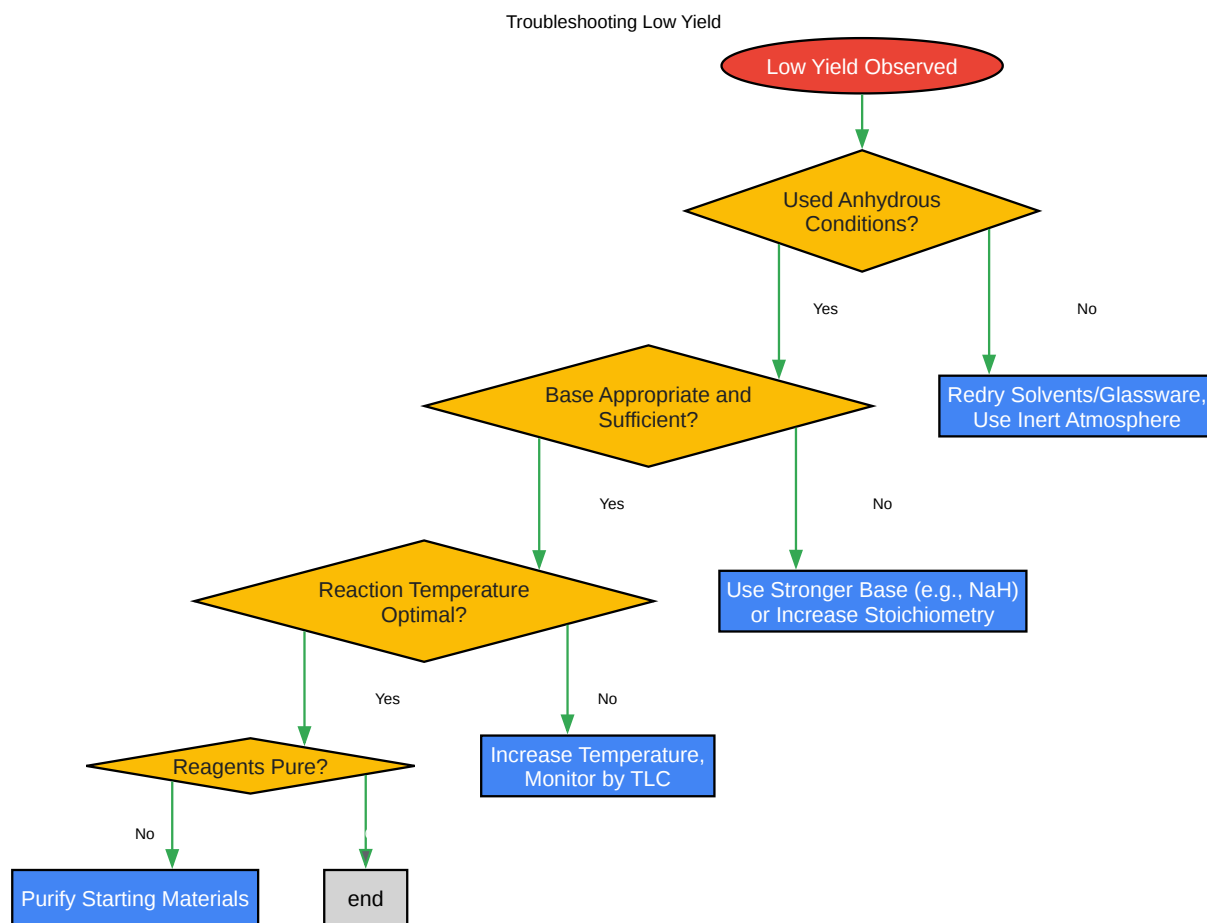 Troubleshooting Low Yield
Low Yield Observed
Used Anhydrous
Conditions?
Yes
No
Redry Solvents/Glassware,
Use Inert Atmosphere
Base Appropriate and
Sufficient?
Yes
No
Use Stronger Base (e.g., NaH)
or Increase Stoichiometry
Reaction Temperature
Optimal?
Yes
No
Increase Temperature,
Monitor by TLC
Reagents Pure?
No
Purify Starting Materials
end